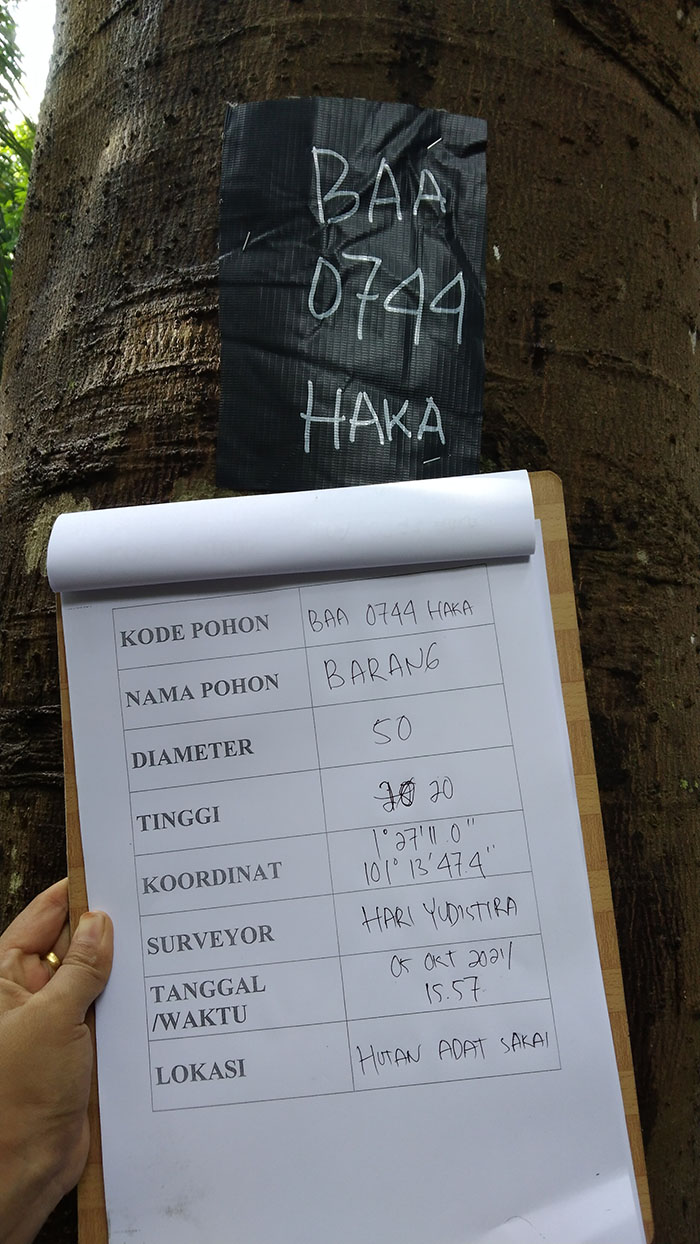 BAA
0744
HAKA
KODE POHON BAA 0744 HAKA
NAMA POHON BARANG
DIAMETER 50
TINGGI 20
KOORDINAT 1° 27' 11.0"
101° 13' 47.4"
SURVEYOR HARI YUDISTIRA
TANGGAL 05 OKT 2021/
/WAKTU 15.57
LOKASI HUTAN ADAT SAKAI